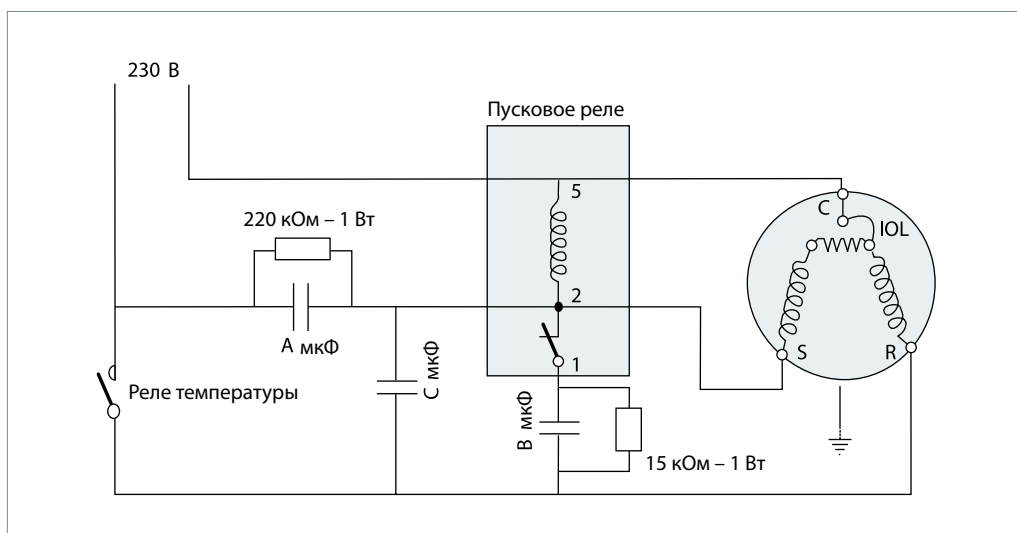 230 В
Пусковое реле
5
C
220 кОм – 1 Вт
IOL
2
А мкФ
S
R
С мкФ
1
Реле температуры
В мкФ
15 кОм – 1 Вт